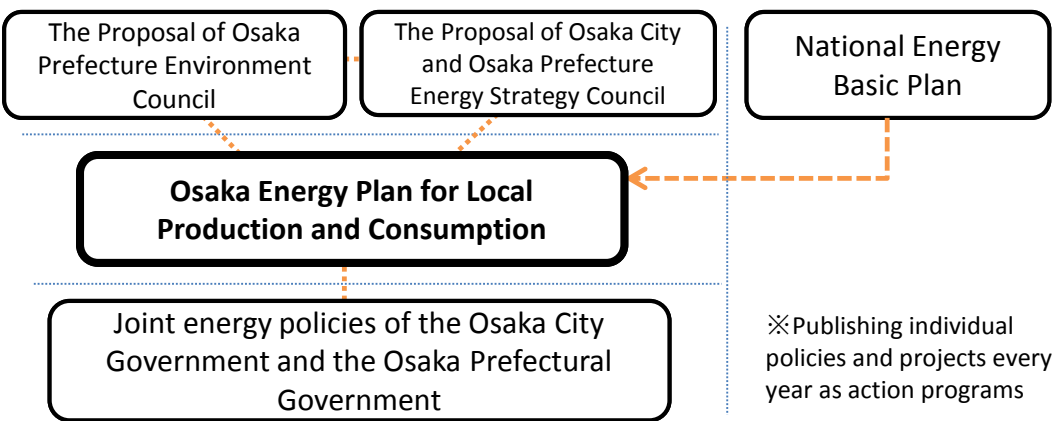 The Proposal of Osaka
Prefecture Environment
Council
The Proposal of Osaka City
and Osaka Prefecture
Energy Strategy Council
National Energy
Basic Plan
Osaka Energy Plan for Local
Production and Consumption
Joint energy policies of the Osaka City
Government and the Osaka Prefectural
Government
※Publishing individual
policies and projects every
year as action programs